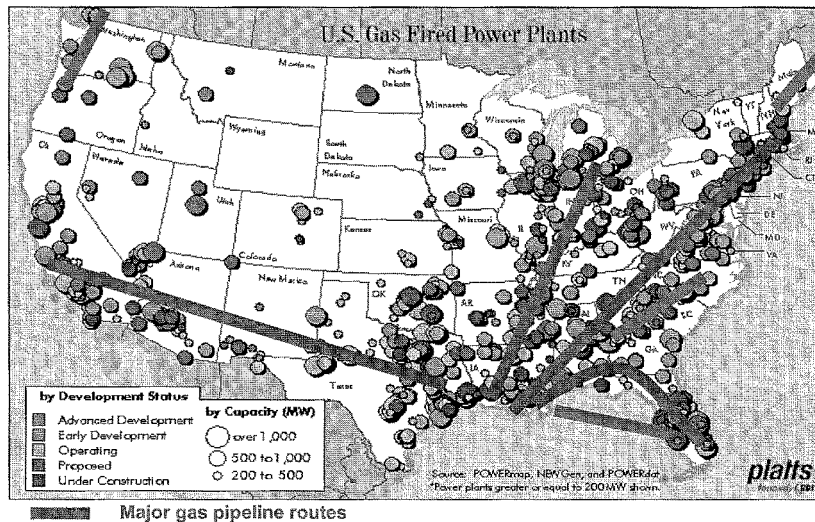 U.S. Gas Fired Power Plants
Washington
Montana
North
Dakota
Minnesota
Oregon
Idaho
Wyoming
South
Dakota
Wisconsin
New
York
VT
NH
CA
Nevada
Utah
Nebraska
Iowa
IL
IN
OH
PA
RI
CT
NJ
DE
MD
VA
WV
Colorado
Kansas
Missouri
KY
Arizona
New Mexico
OK
AR
TN
NC
SC
Texas
LA
AL
GA
by Development Status
Advanced Development
Early Development
Operating
Proposed
Under Construction
by Capacity (MW)
over 1,000
500 to 1,000
200 to 500
Source: POWERmap, NEWGen, and POWERdat
*Power plants greater or equal to 200 MW shown.
platts
Major gas pipeline routes